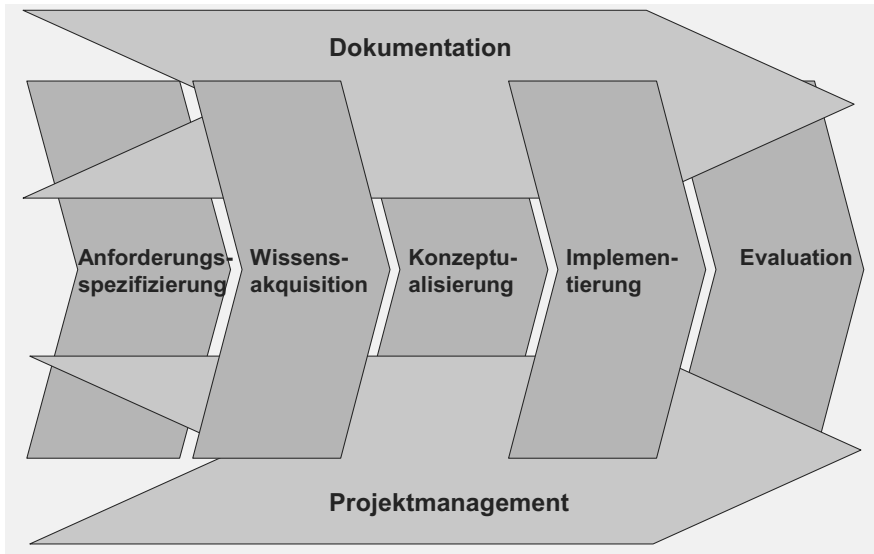 Dokumentation
Anforderungs-
spezifizierung
Wissens-
akquisition
Konzeptu-
alisierung
Implemen-
tierung
Evaluation
Projektmanagement